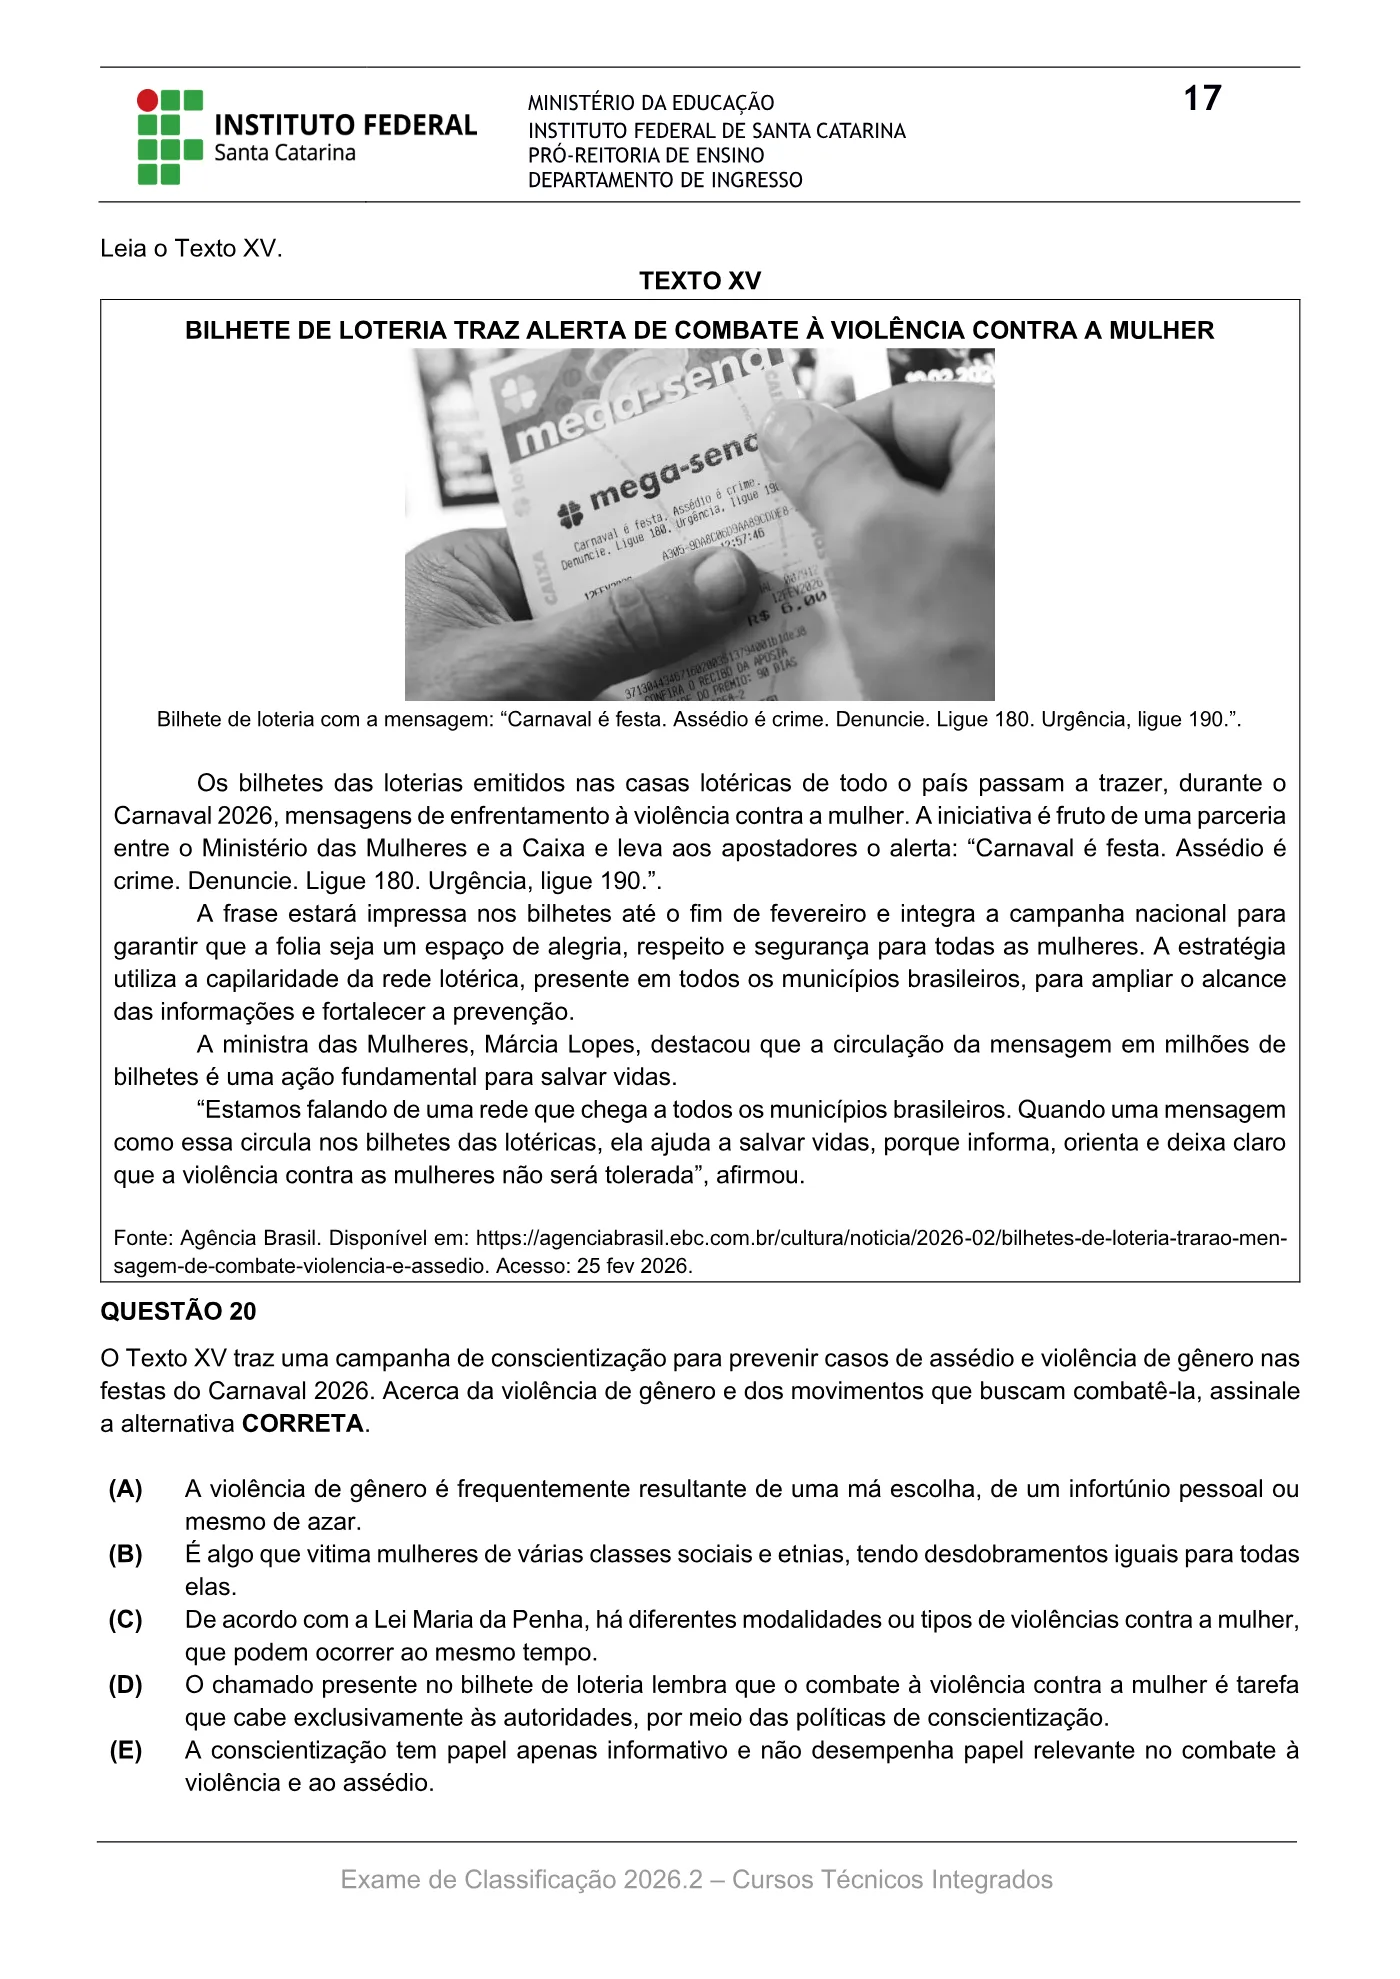 INSTITUTO FEDERAL
Santa Catarina
MINISTÉRIO DA EDUCAÇÃO
INSTITUTO FEDERAL DE SANTA CATARINA
PRÓ-REITORIA DE ENSINO
DEPARTAMENTO DE INGRESSO
17
Leia o Texto XV.
TEXTO XV
BILHETE DE LOTERIA TRAZ ALERTA DE COMBATE À VIOLÊNCIA CONTRA A MULHER
mega-sena
mega-sena
Carnaval é festa. Assédio é crime.
Denuncie. Ligue 180. Urgência, ligue 190
A305-9DA8C06D9AA89CDDE8
12:57:46
CAIXA
12FEV2026
R$ 6,00
CONFIRA O RECIBO DA APOSTA
DO PRÊMIO: 90 DIAS
Bilhete de loteria com a mensagem: “Carnaval é festa. Assédio é crime. Denuncie. Ligue 180. Urgência, ligue 190.”.
Os bilhetes das loterias emitidos nas casas lotéricas de todo o país passam a trazer, durante o
Carnaval 2026, mensagens de enfrentamento à violência contra a mulher. A iniciativa é fruto de uma parceria
entre o Ministério das Mulheres e a Caixa e leva aos apostadores o alerta: “Carnaval é festa. Assédio é
crime. Denuncie. Ligue 180. Urgência, ligue 190.”.
A frase estará impressa nos bilhetes até o fim de fevereiro e integra a campanha nacional para
garantir que a folia seja um espaço de alegria, respeito e segurança para todas as mulheres. A estratégia
utiliza a capilaridade da rede lotérica, presente em todos os municípios brasileiros, para ampliar o alcance
das informações e fortalecer a prevenção.
A ministra das Mulheres, Márcia Lopes, destacou que a circulação da mensagem em milhões de
bilhetes é uma ação fundamental para salvar vidas.
“Estamos falando de uma rede que chega a todos os municípios brasileiros. Quando uma mensagem
como essa circula nos bilhetes das lotéricas, ela ajuda a salvar vidas, porque informa, orienta e deixa claro
que a violência contra as mulheres não será tolerada”, afirmou.
Fonte: Agência Brasil. Disponível em: https://agenciabrasil.ebc.com.br/cultura/noticia/2026-02/bilhetes-de-loteria-trarao-men-
sagem-de-combate-violencia-e-assedio. Acesso: 25 fev 2026.
QUESTÃO 20
O Texto XV traz uma campanha de conscientização para prevenir casos de assédio e violência de gênero nas
festas do Carnaval 2026. Acerca da violência de gênero e dos movimentos que buscam combatê-la, assinale
a alternativa CORRETA.
(A) A violência de gênero é frequentemente resultante de uma má escolha, de um infortúnio pessoal ou
mesmo de azar.
(B) É algo que vitima mulheres de várias classes sociais e etnias, tendo desdobramentos iguais para todas
elas.
(C) De acordo com a Lei Maria da Penha, há diferentes modalidades ou tipos de violências contra a mulher,
que podem ocorrer ao mesmo tempo.
(D) O chamado presente no bilhete de loteria lembra que o combate à violência contra a mulher é tarefa
que cabe exclusivamente às autoridades, por meio das políticas de conscientização.
(E) A conscientização tem papel apenas informativo e não desempenha papel relevante no combate à
violência e ao assédio.
Exame de Classificação 2026.2 – Cursos Técnicos Integrados